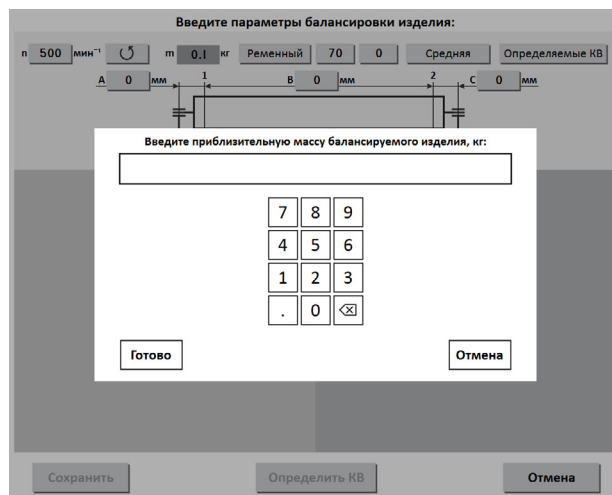 Введите параметры балансировки изделия:
n 500 мин⁻¹ m 0.1 кг Ременный 70 0 Средняя Определяемые КВ
A 0 мм 1 B 0 мм 2 C 0 мм
Введите приблизительную массу балансируемого изделия, кг:
7 8 9
4 5 6
1 2 3
. 0
Готово Отмена
Сохранить Определить КВ Отмена